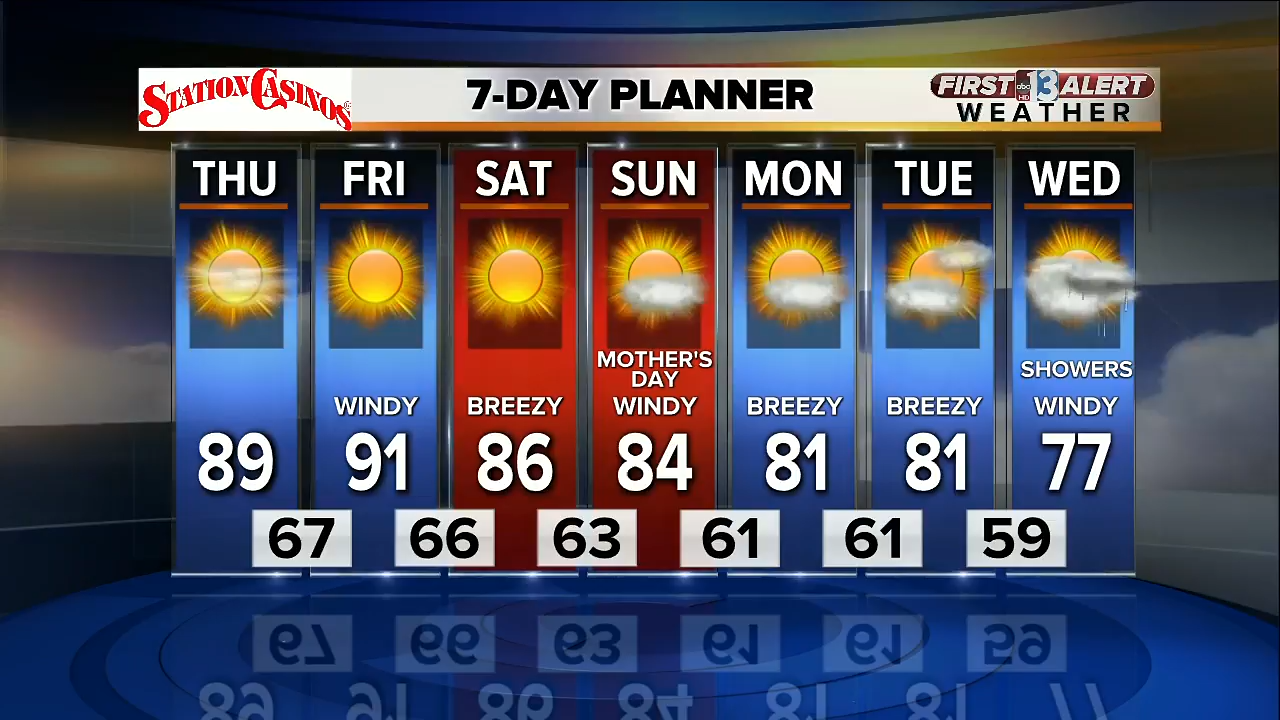 STATION CASINOS
7-DAY PLANNER
FIRST abc HD 13 ALERT
WEATHER
THU FRI SAT SUN MON TUE WED
MOTHER'S
DAY
SHOWERS
WINDY BREEZY WINDY BREEZY BREEZY WINDY
89 91 86 84 81 81 77
67 66 63 61 61 59